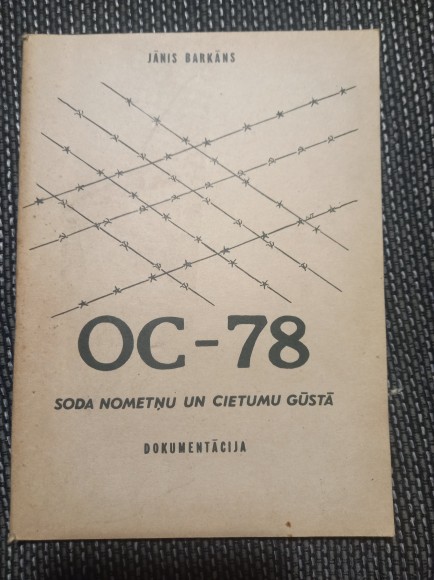 JĀNIS BARKĀNS
OC-78
SODA NOMETŅU UN CIETUMU GŪSTĀ
DOKUMENTĀCIJA